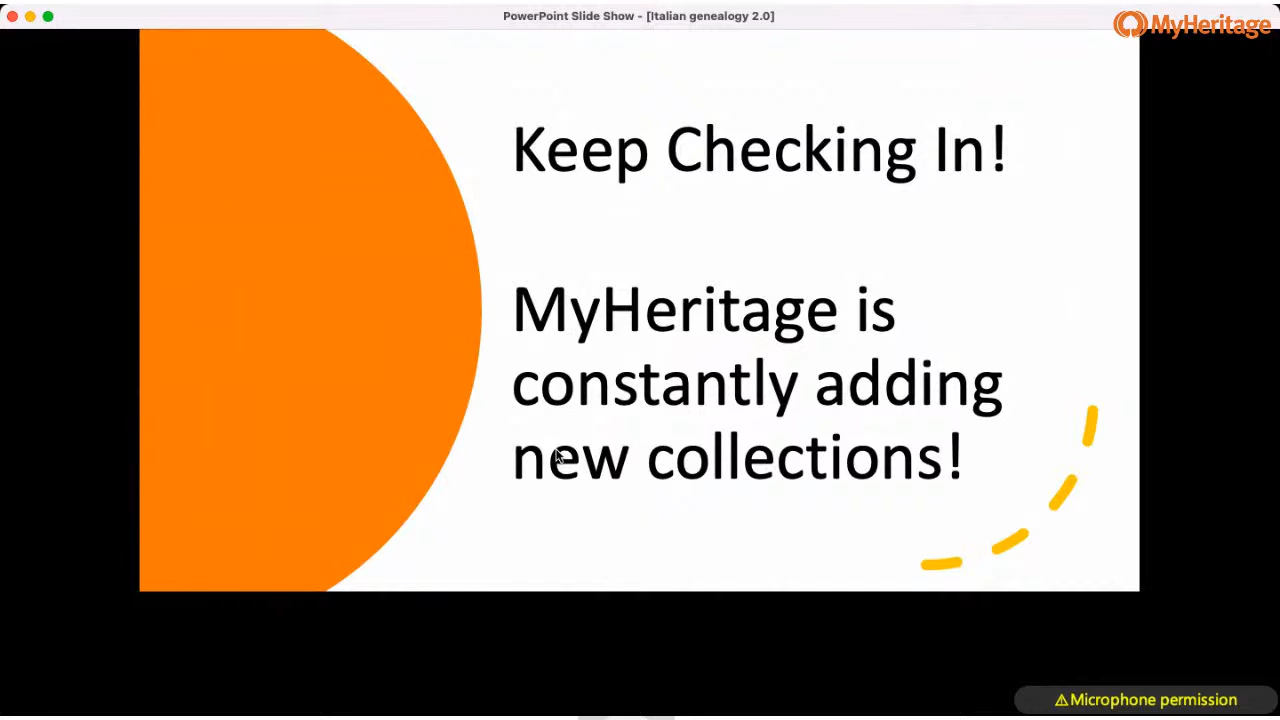 PowerPoint Slide Show - [Italian genealogy 2.0]
MyHeritage
Keep Checking In!
MyHeritage is
constantly adding
new collections!
⚠Microphone permission